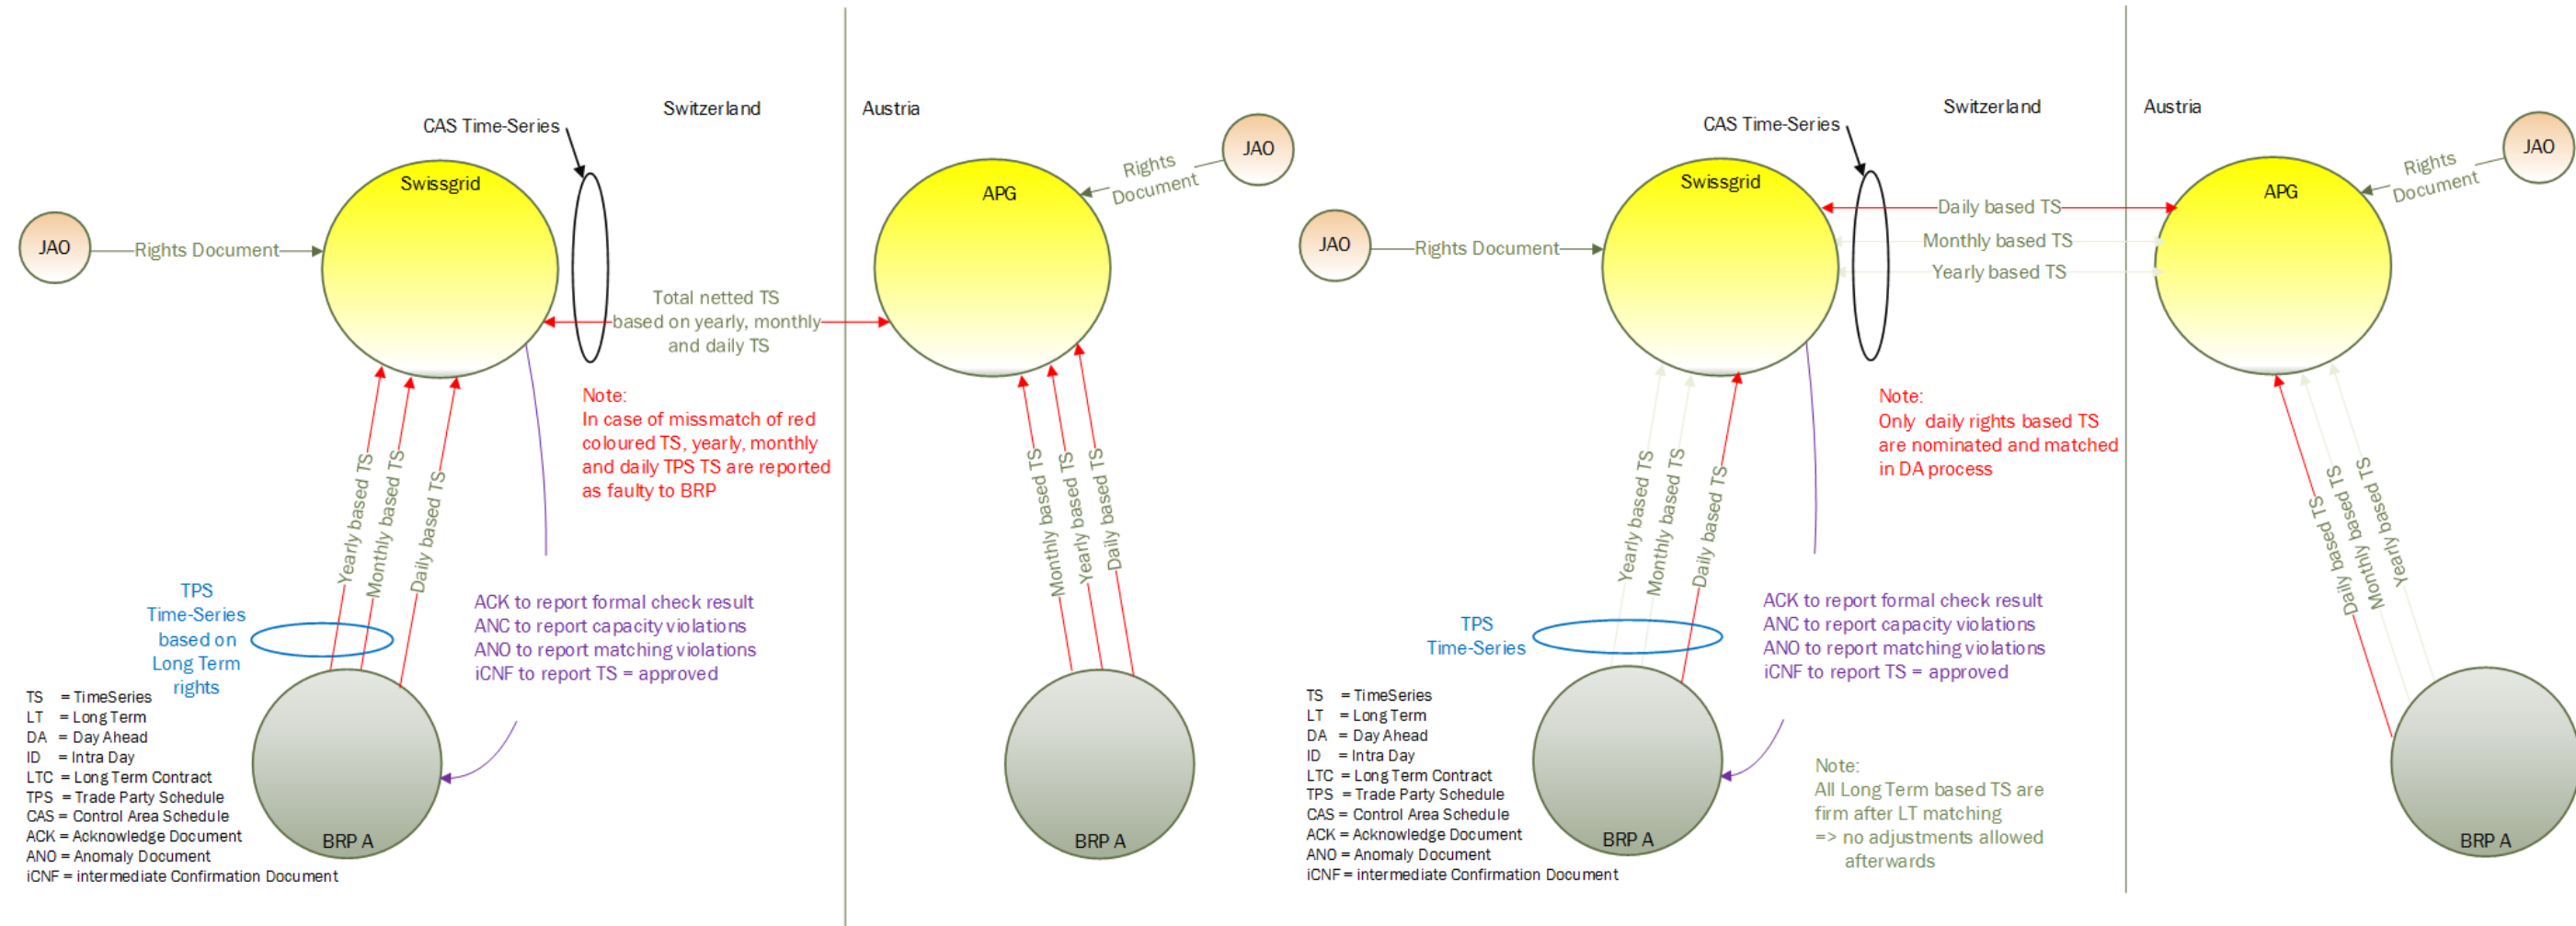 Switzerland
Austria
CAS Time-Series
JAO
Rights
Document
Swissgrid
APG
JAO
Rights Document
Total netted TS
based on yearly, monthly
and daily TS
Note:
In case of missmatch of red
coloured TS, yearly, monthly
and daily TPS TS are reported
as faulty to BRP
Yearly based TS
Monthly based TS
Daily based TS
Monthly based TS
Yearly based TS
Daily based TS
TPS
Time-Series
based on
Long Term
rights
ACK to report formal check result
ANC to report capacity violations
ANO to report matching violations
iCNF to report TS = approved
TS = TimeSeries
LT = Long Term
DA = Day Ahead
ID = Intra Day
LTC = Long Term Contract
TPS = Trade Party Schedule
CAS = Control Area Schedule
ACK = Acknowledge Document
ANO = Anomaly Document
iCNF = intermediate Confirmation Document
BRP A
BRP A
Switzerland
Austria
CAS Time-Series
JAO
Rights
Document
Swissgrid
APG
Daily based TS
Monthly based TS
Yearly based TS
JAO
Rights Document
Note:
Only daily rights based TS
are nominated and matched
in DA process
Yearly based TS
Monthly based TS
Daily based TS
Daily based TS
Monthly based TS
Yearly based TS
TPS
Time-Series
ACK to report formal check result
ANC to report capacity violations
ANO to report matching violations
iCNF to report TS = approved
TS = TimeSeries
LT = Long Term
DA = Day Ahead
ID = Intra Day
LTC = Long Term Contract
TPS = Trade Party Schedule
CAS = Control Area Schedule
ACK = Acknowledge Document
ANO = Anomaly Document
iCNF = intermediate Confirmation Document
Note:
All Long Term based TS are
firm after LT matching
=> no adjustments allowed
afterwards
BRP A
BRP A